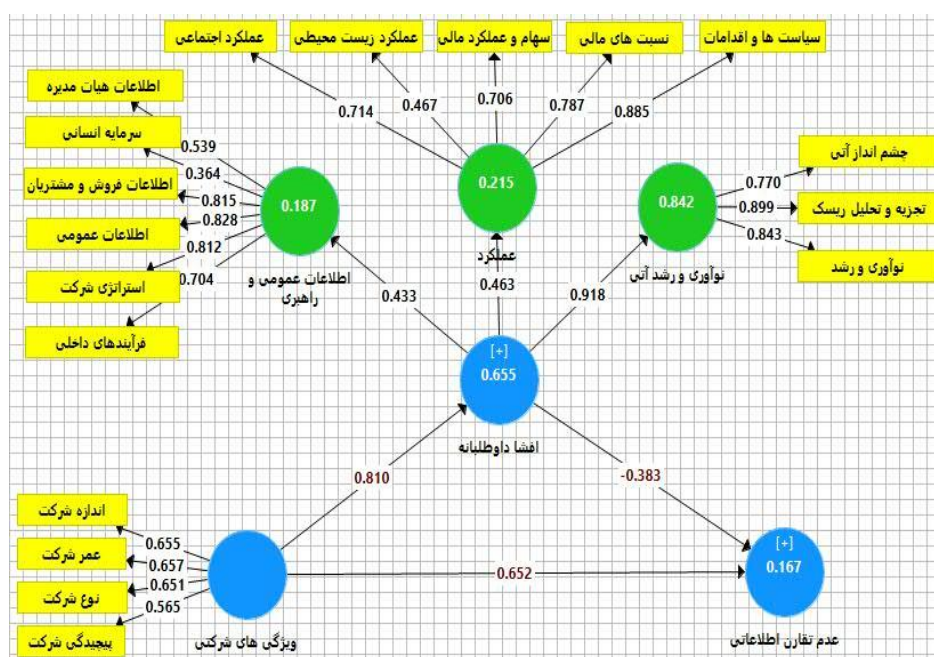 عملکرد اجتماعی
عملکرد زیست محیطی
سهام و عملکرد مالی
نسبت های مالی
سیاست ها و اقدامات
0.714
0.467
0.706
0.787
0.885
اطلاعات هیات مدیره
سرمایه انسانی
اطلاعات فروش و مشتریان
اطلاعات عمومی
استراتژی شرکت
فرآیندهای داخلی
0.539
0.364
0.815
0.828
0.812
0.704
0.187
اطلاعات عمومی و
راهبری
0.215
عملکرد
0.842
نوآوری و رشد آتی
چشم انداز آتی
تجزیه و تحلیل ریسک
نوآوری و رشد
0.770
0.899
0.843
0.433
0.463
0.918
[+]
0.655
افشا داوطلبانه
0.810
-0.383
اندازه شرکت
عمر شرکت
نوع شرکت
پیچیدگی شرکت
0.655
0.657
0.651
0.565
ویژگی های شرکتی
0.652
[+]
0.167
عدم تقارن اطلاعاتی